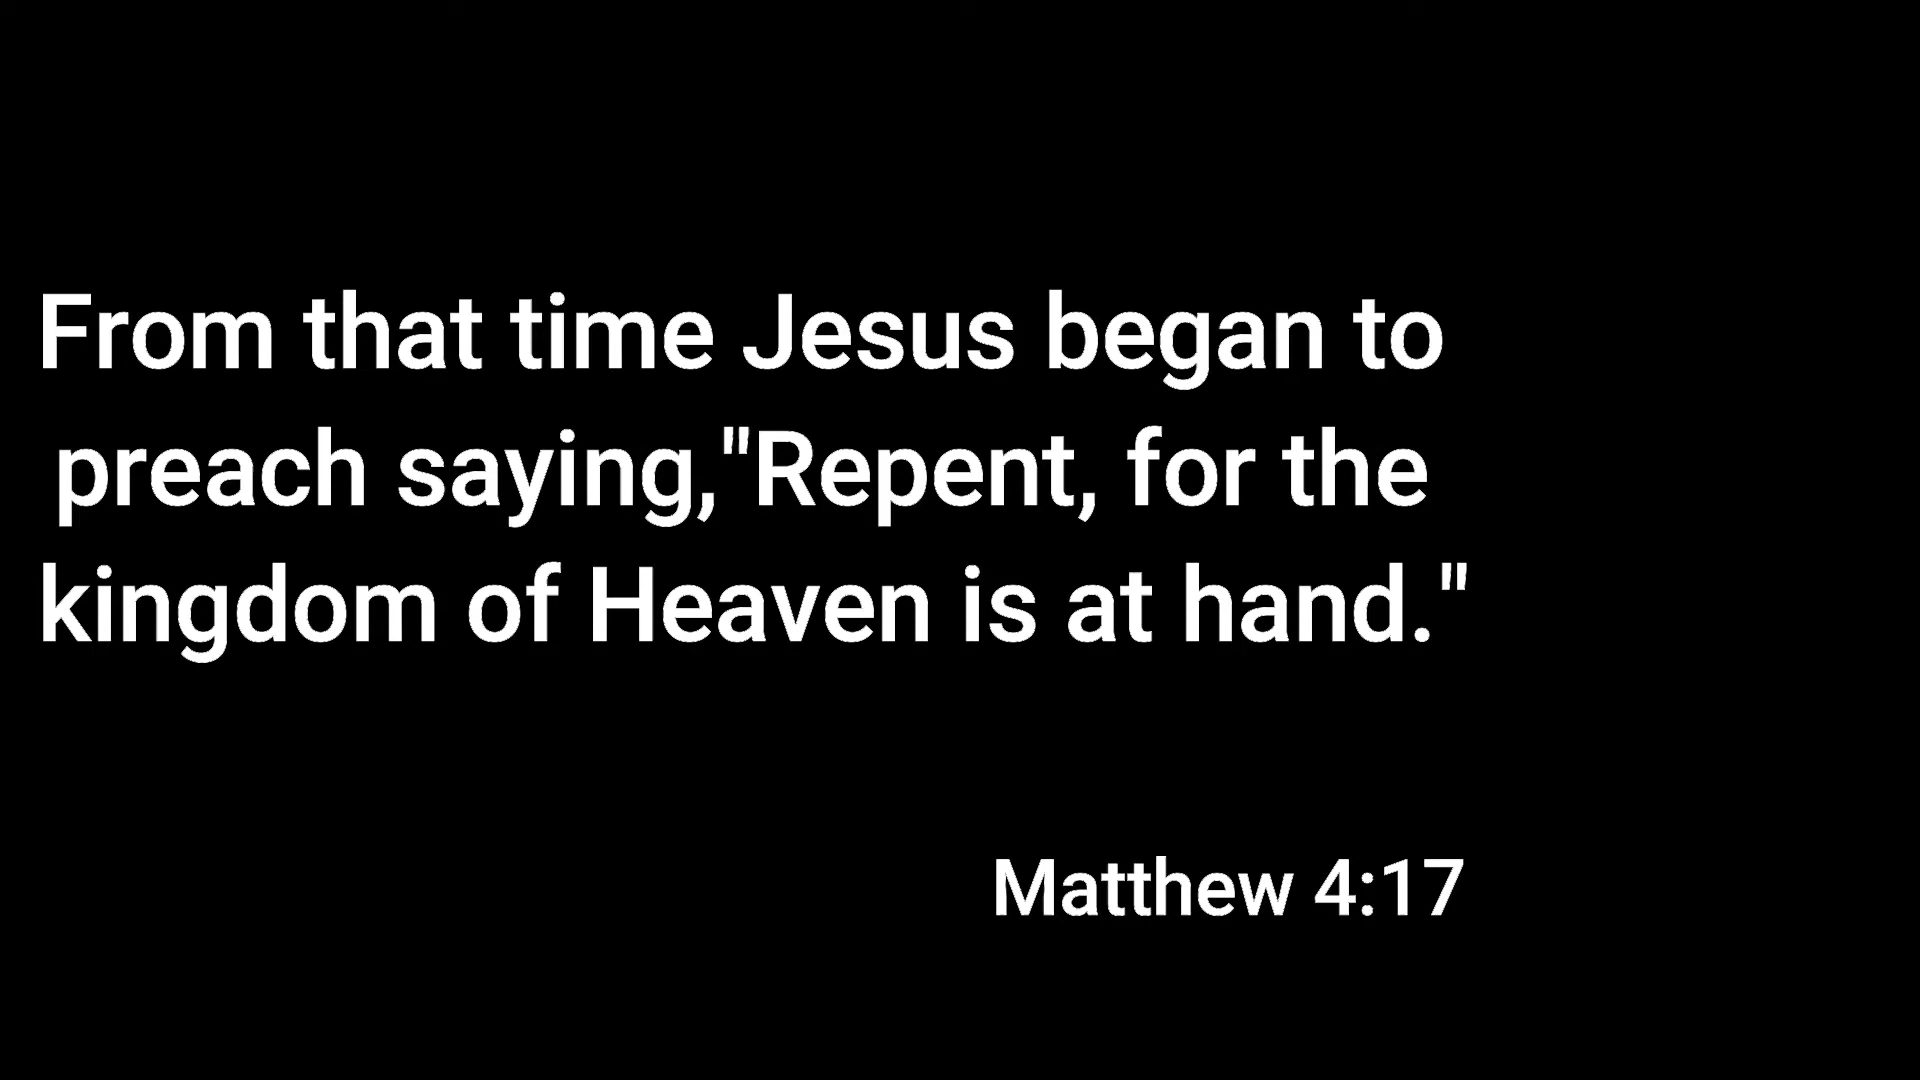 From that time Jesus began to
preach saying,"Repent, for the
kingdom of Heaven is at hand."
Matthew 4:17